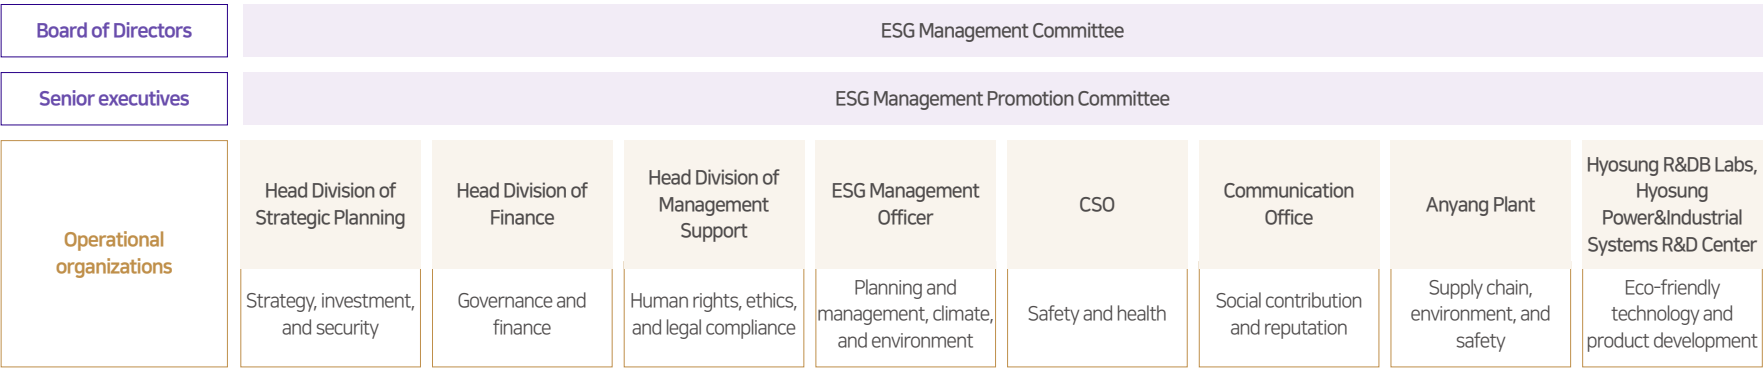 Board of Directors
ESG Management Committee
Senior executives
ESG Management Promotion Committee
Operational
organizations
Head Division of
Strategic Planning
Strategy, investment,
and security
Head Division of
Finance
Governance and
finance
Head Division of
Management
Support
Human rights, ethics,
and legal compliance
ESG Management
Officer
Planning and
management, climate,
and environment
CSO
Safety and health
Communication
Office
Social contribution
and reputation
Anyang Plant
Supply chain,
environment, and
safety
Hyosung R&DB Labs,
Hyosung
Power&Industrial
Systems R&D Center
Eco-friendly
technology and
product development